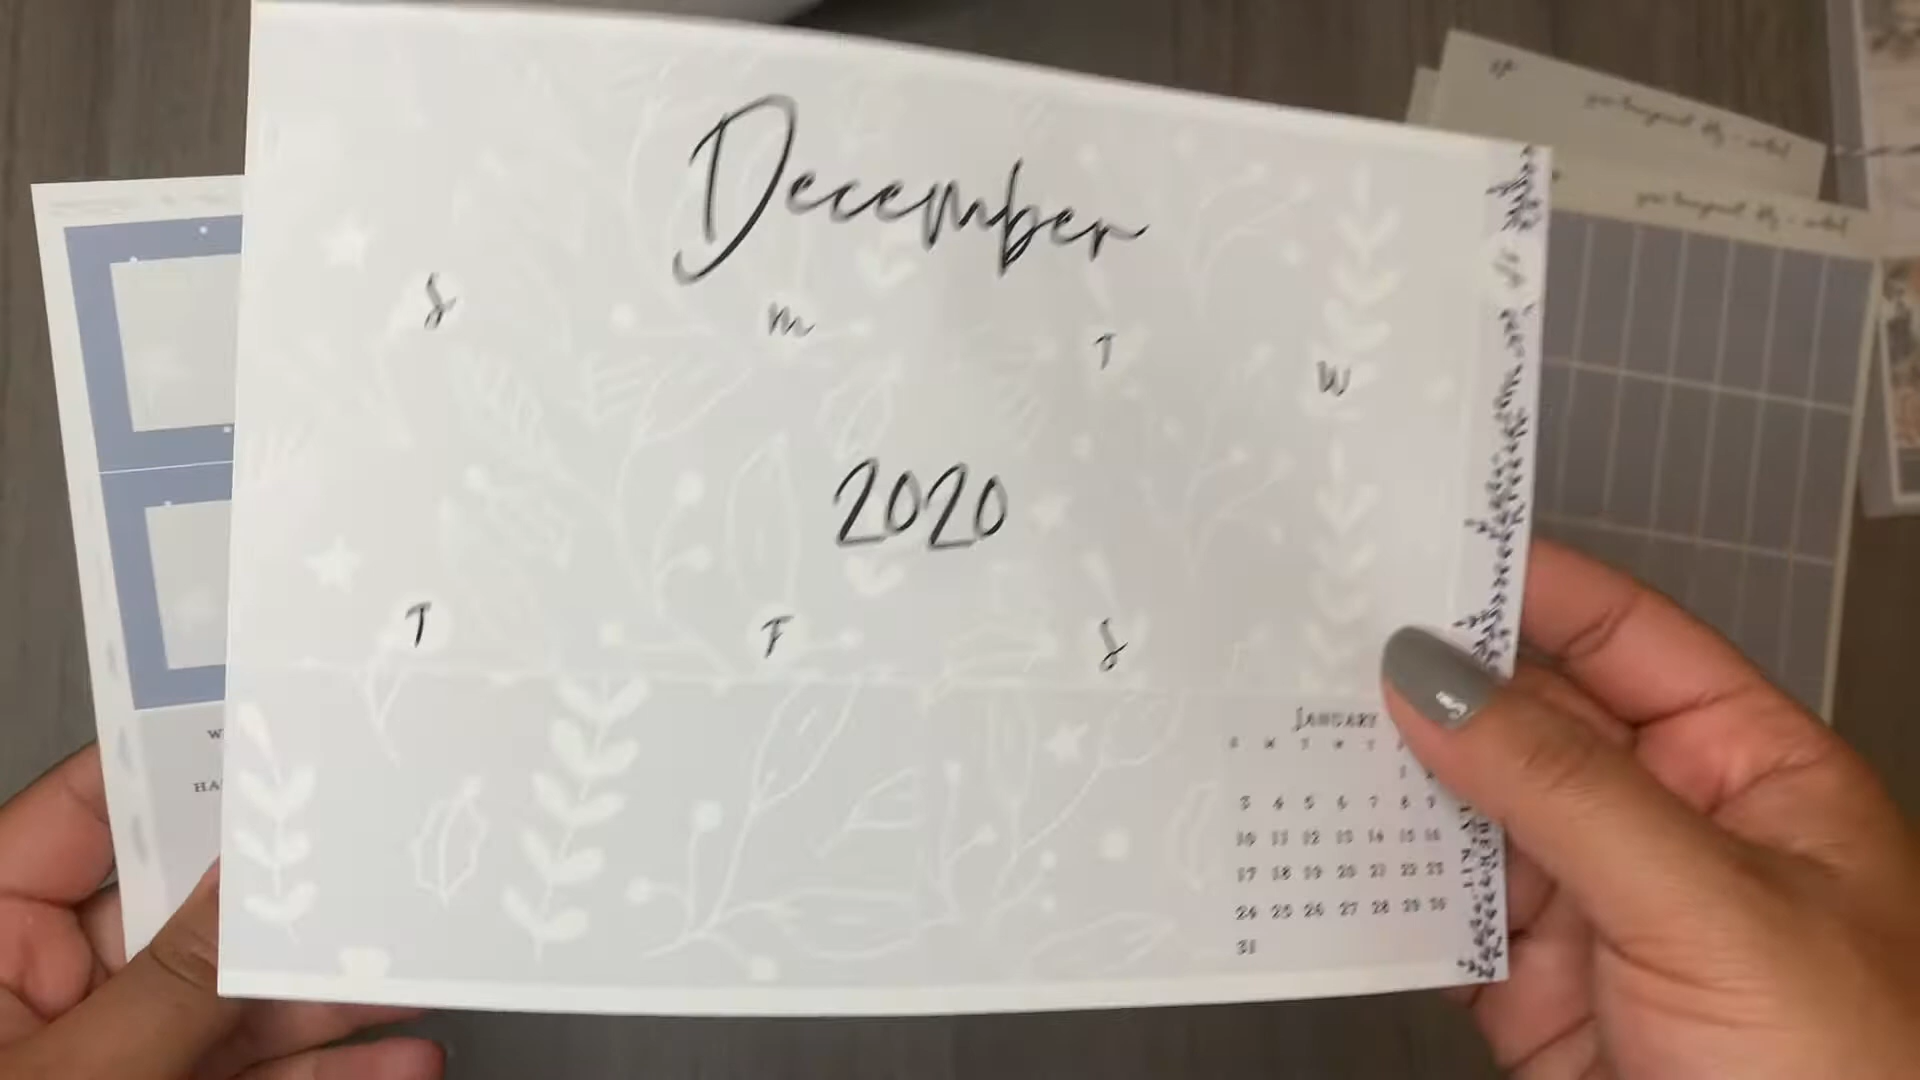 December
S M T W
2020
T F S
JANUARY
S M T W T
1 2
3 4 5 6 7 8 9
10 11 12 13 14 15 16
17 18 19 20 21 22 23
24 25 26 27 28 29 30
31